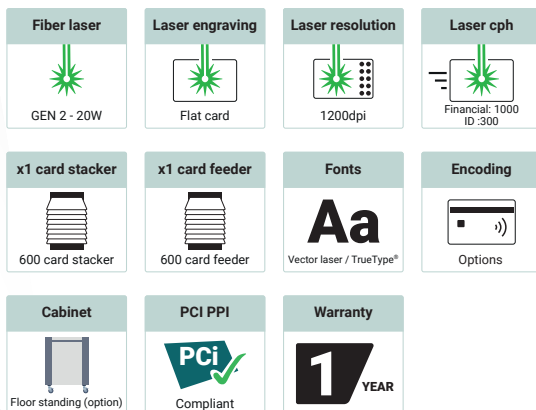 Fiber laser
GEN 2 - 20W
Laser engraving
Flat card
Laser resolution
1200dpi
Laser cph
Financial: 1000
ID :300
x1 card stacker
600 card stacker
x1 card feeder
600 card feeder
Fonts
Aa
Vector laser / TrueType®
Encoding
Options
Cabinet
Floor standing (option)
PCI PPI
PCi
Compliant
Warranty
1 YEAR